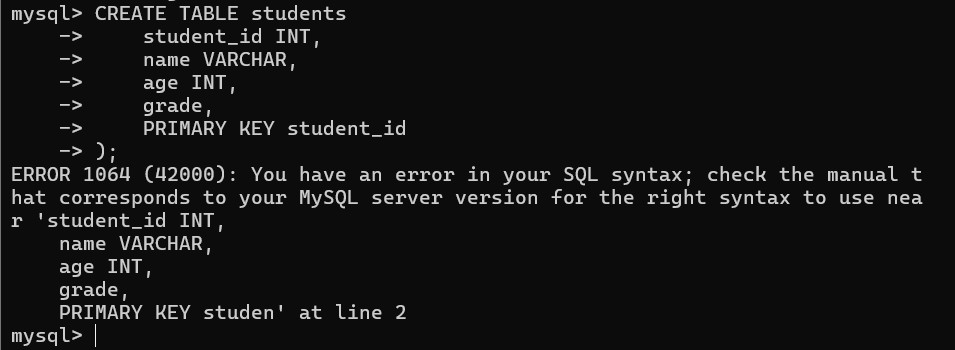 mysql> CREATE TABLE students
    ->     student_id INT,
    ->     name VARCHAR,
    ->     age INT,
    ->     grade,
    ->     PRIMARY KEY student_id
    -> );
ERROR 1064 (42000): You have an error in your SQL syntax; check the manual t
hat corresponds to your MySQL server version for the right syntax to use nea
r 'student_id INT,
    name VARCHAR,
    age INT,
    grade,
    PRIMARY KEY studen' at line 2
mysql>